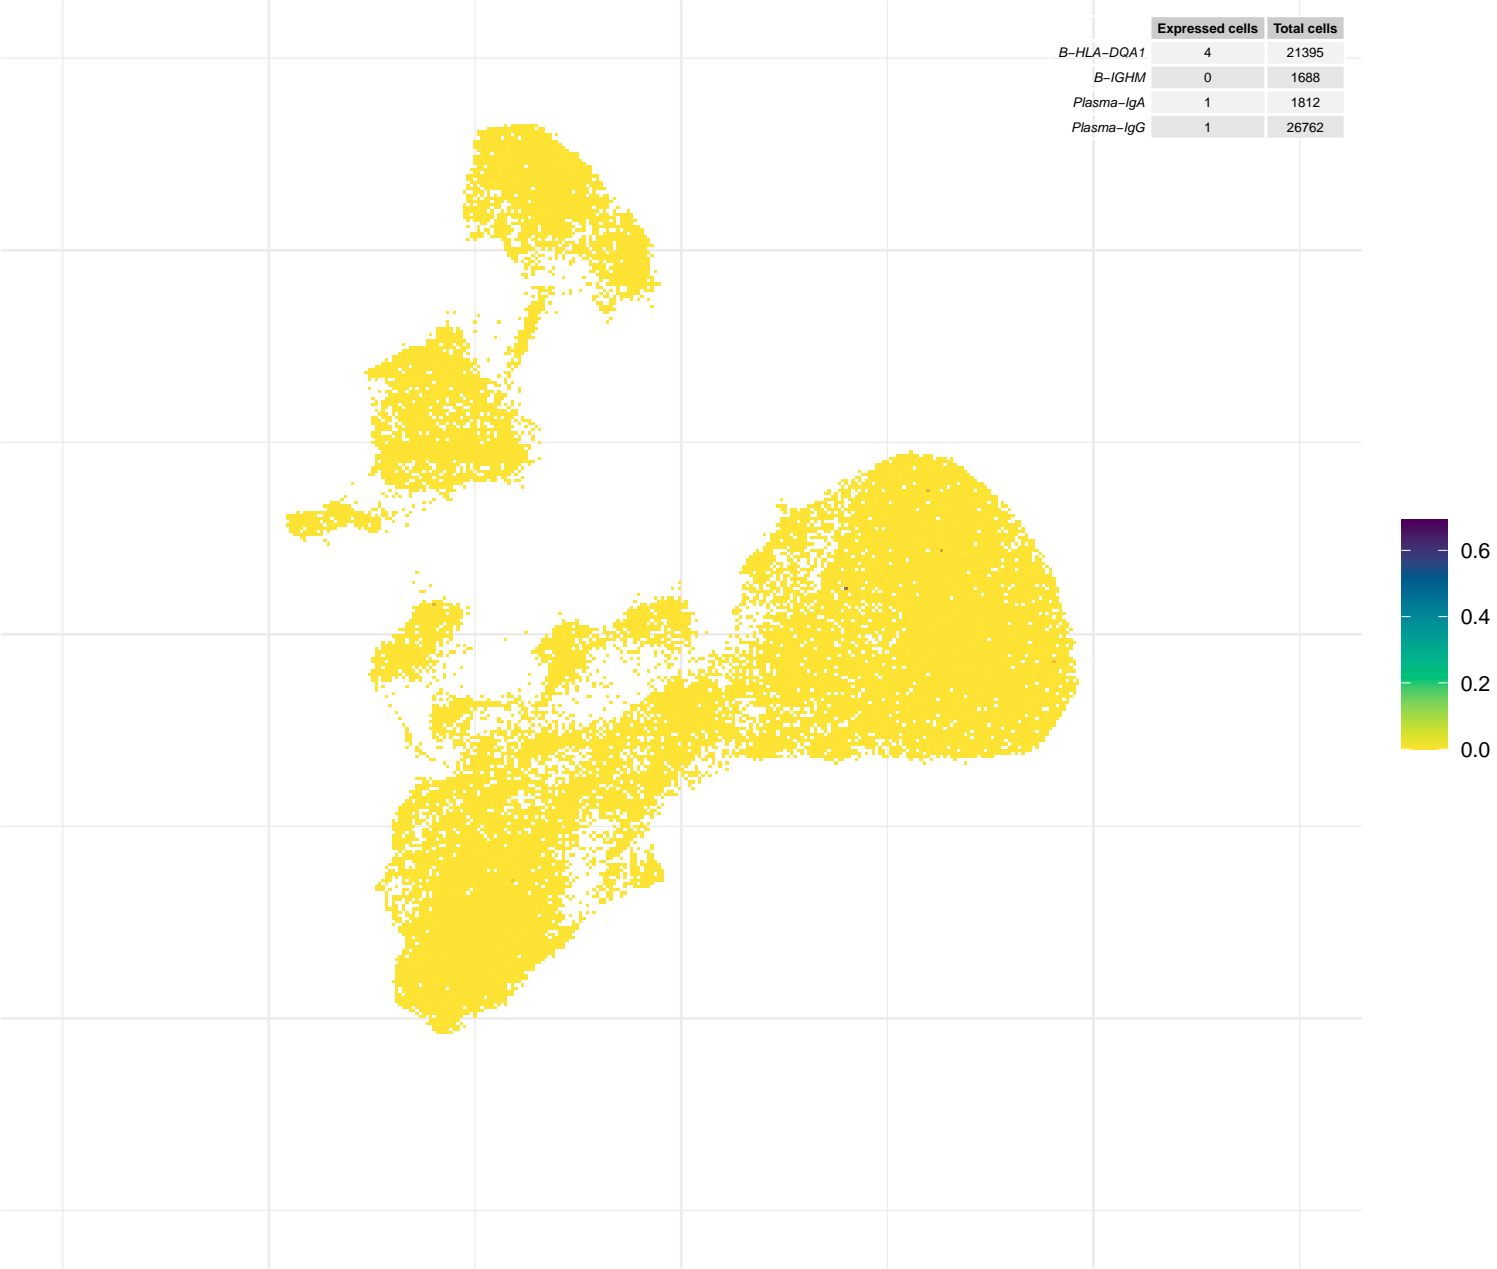 Expressed cells Total cells
B−HLA−DQA1 4 21395
B−IGHM 0 1688
Plasma−IgA 1 1812
Plasma−IgG 1 26762
0.6
0.4
0.2
0.0